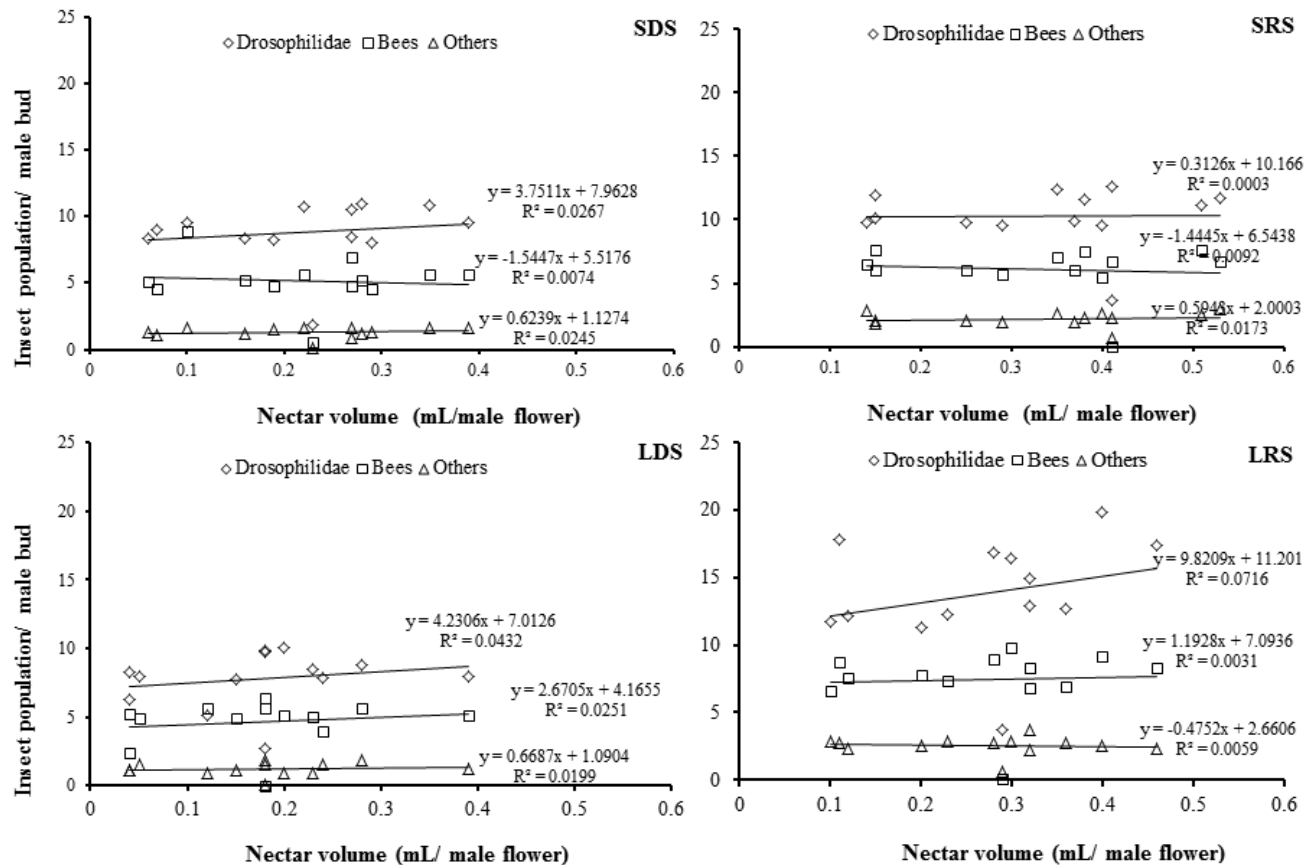 SDS
◇Drosophilidae □Bees △Others
25
20
15
10
5
0
Insect population/ male bud
y = 3.7511x + 7.9628
R² = 0.0267
y = -1.5447x + 5.5176
R² = 0.0074
y = 0.6239x + 1.1274
R² = 0.0245
0 0.1 0.2 0.3 0.4 0.5 0.6
Nectar volume (mL/male flower)
SRS
◇Drosophilidae □Bees △Others
25
20
15
10
5
0
y = 0.3126x + 10.166
R² = 0.0003
y = -1.4445x + 6.5438
R² = 0.0092
y = 0.5948x + 2.0003
R² = 0.0173
0 0.1 0.2 0.3 0.4 0.5 0.6
Nectar volume (mL/ male flower)
LDS
◇Drosophilidae □Bees △Others
25
20
15
10
5
0
Insect population/ male bud
y = 4.2306x + 7.0126
R² = 0.0432
y = 2.6705x + 4.1655
R² = 0.0251
y = 0.6687x + 1.0904
R² = 0.0199
0 0.1 0.2 0.3 0.4 0.5 0.6
Nectar volume (mL/ male flower)
LRS
◇Drosophilidae □Bees △Others
25
20
15
10
5
0
y = 9.8209x + 11.201
R² = 0.0716
y = 1.1928x + 7.0936
R² = 0.0031
y = -0.4752x + 2.6606
R² = 0.0059
0 0.1 0.2 0.3 0.4 0.5 0.6
Nectar volume (mL/ male flower)